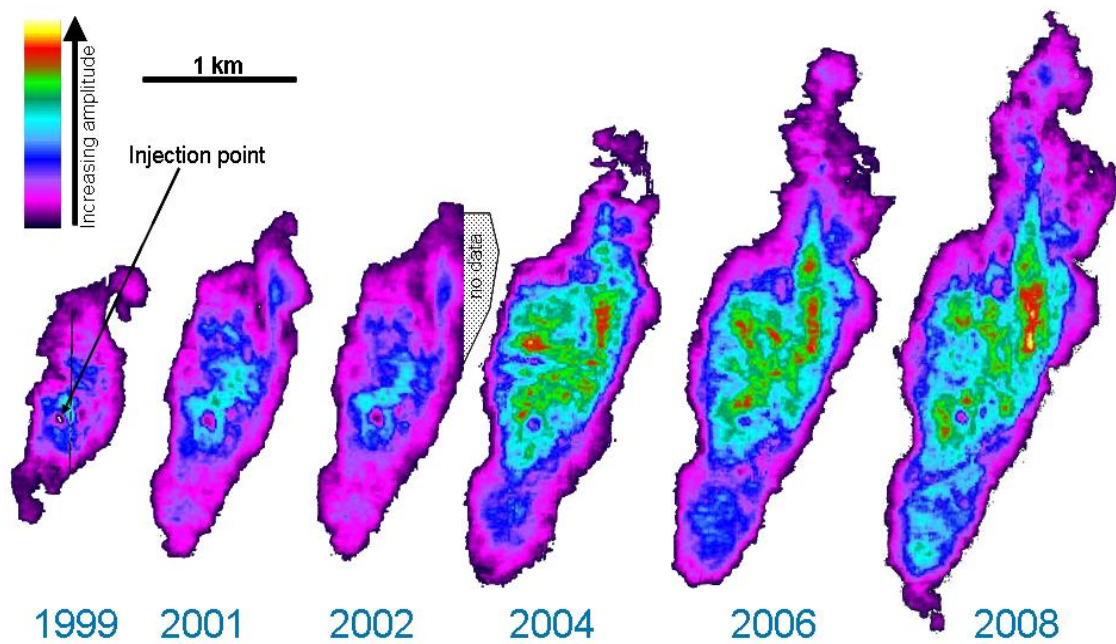 Increasing amplitude
1 km
Injection point
no data
1999
2001
2002
2004
2006
2008